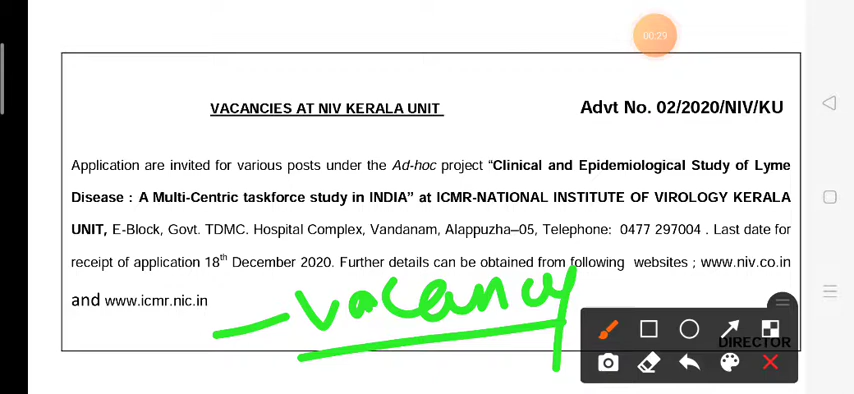 00:29
VACANCIES AT NIV KERALA UNIT Advt No. 02/2020/NIV/KU
Application are invited for various posts under the Ad-hoc project “Clinical and Epidemiological Study of Lyme
Disease : A Multi-Centric taskforce study in INDIA” at ICMR-NATIONAL INSTITUTE OF VIROLOGY KERALA
UNIT, E-Block, Govt. TDMC. Hospital Complex, Vandanam, Alappuzha–05, Telephone: 0477 297004 . Last date for
receipt of application 18th December 2020. Further details can be obtained from following websites ; www.niv.co.in
and www.icmr.nic.in
vacancy
DIRECTOR